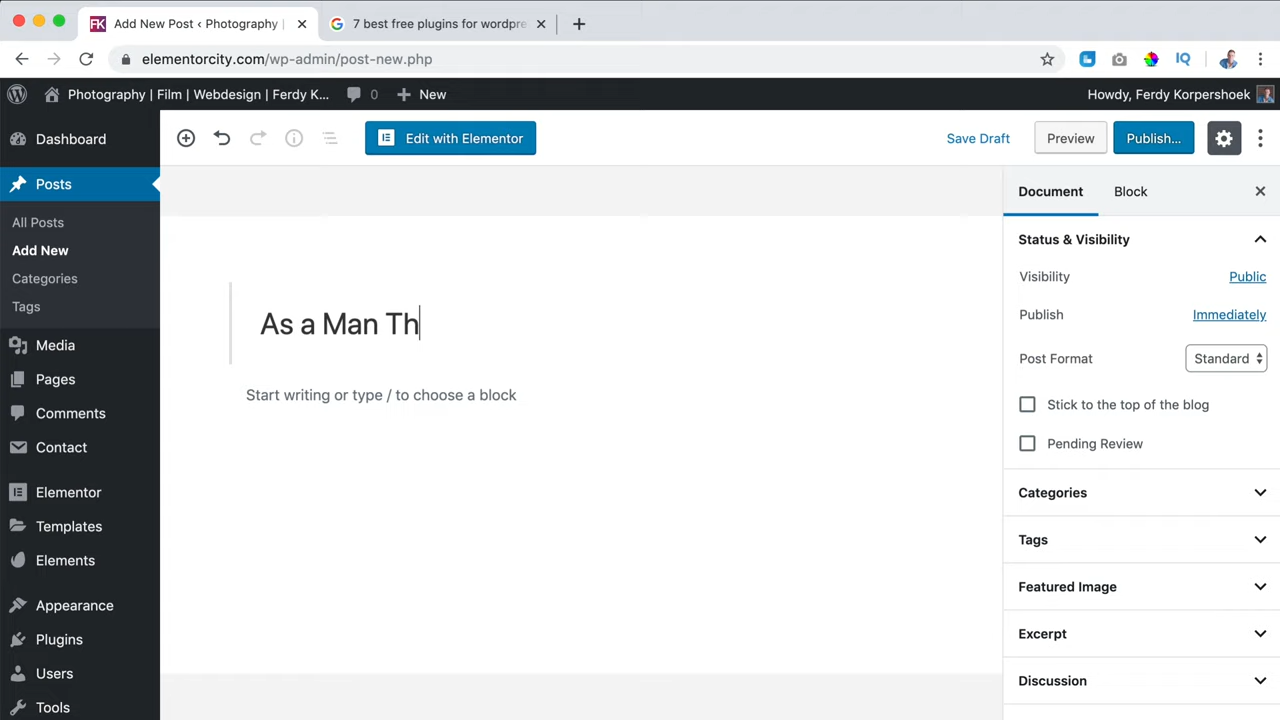 Add New Post ‹ Photography |
7 best free plugins for wordpre
elementorcity.com/wp-admin/post-new.php
Photography | Film | Webdesign | Ferdy K...
0
New
Howdy, Ferdy Korpershoek
Dashboard
Posts
All Posts
Add New
Categories
Tags
Media
Pages
Comments
Contact
Elementor
Templates
Elements
Appearance
Plugins
Users
Tools
Edit with Elementor
Save Draft
Preview
Publish...
As a Man Th
Start writing or type / to choose a block
Document
Block
Status & Visibility
Visibility
Public
Publish
Immediately
Post Format
Standard
Stick to the top of the blog
Pending Review
Categories
Tags
Featured Image
Excerpt
Discussion